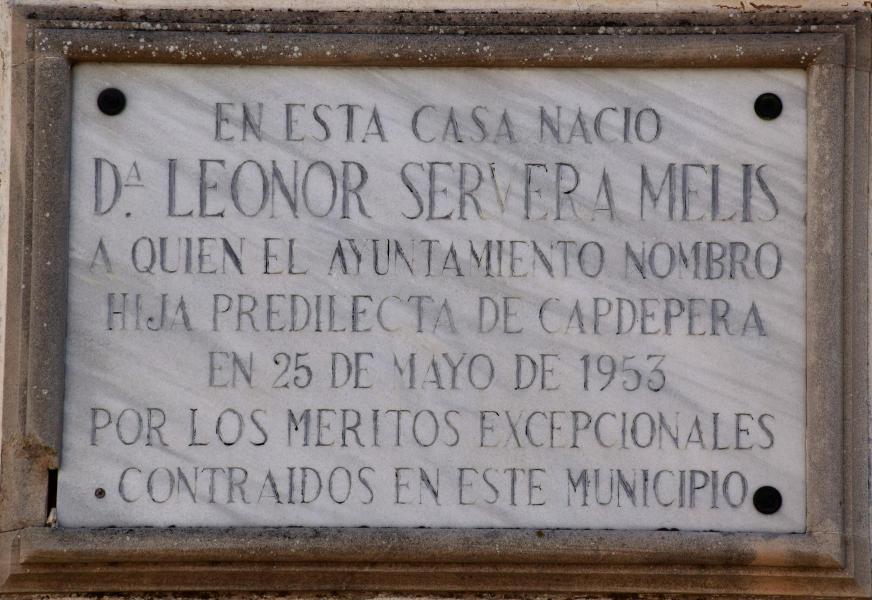 EN ESTA CASA NACIO
D.ª LEONOR SERVERA MELIS
A QUIEN EL AYUNTAMIENTO NOMBRO
HIJA PREDILECTA DE CAPDEPERA
EN 25 DE MAYO DE 1953
POR LOS MERITOS EXCEPCIONALES
CONTRAIDOS EN ESTE MUNICIPIO